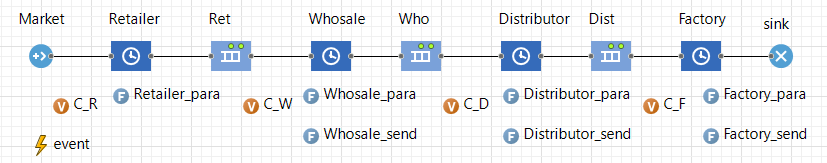 Market Retailer Ret Whosale Who Distributor Dist Factory sink
C_R Retailer_para C_W Whosale_para C_D Distributor_para C_F Factory_para
event Whosale_send Distributor_send Factory_send